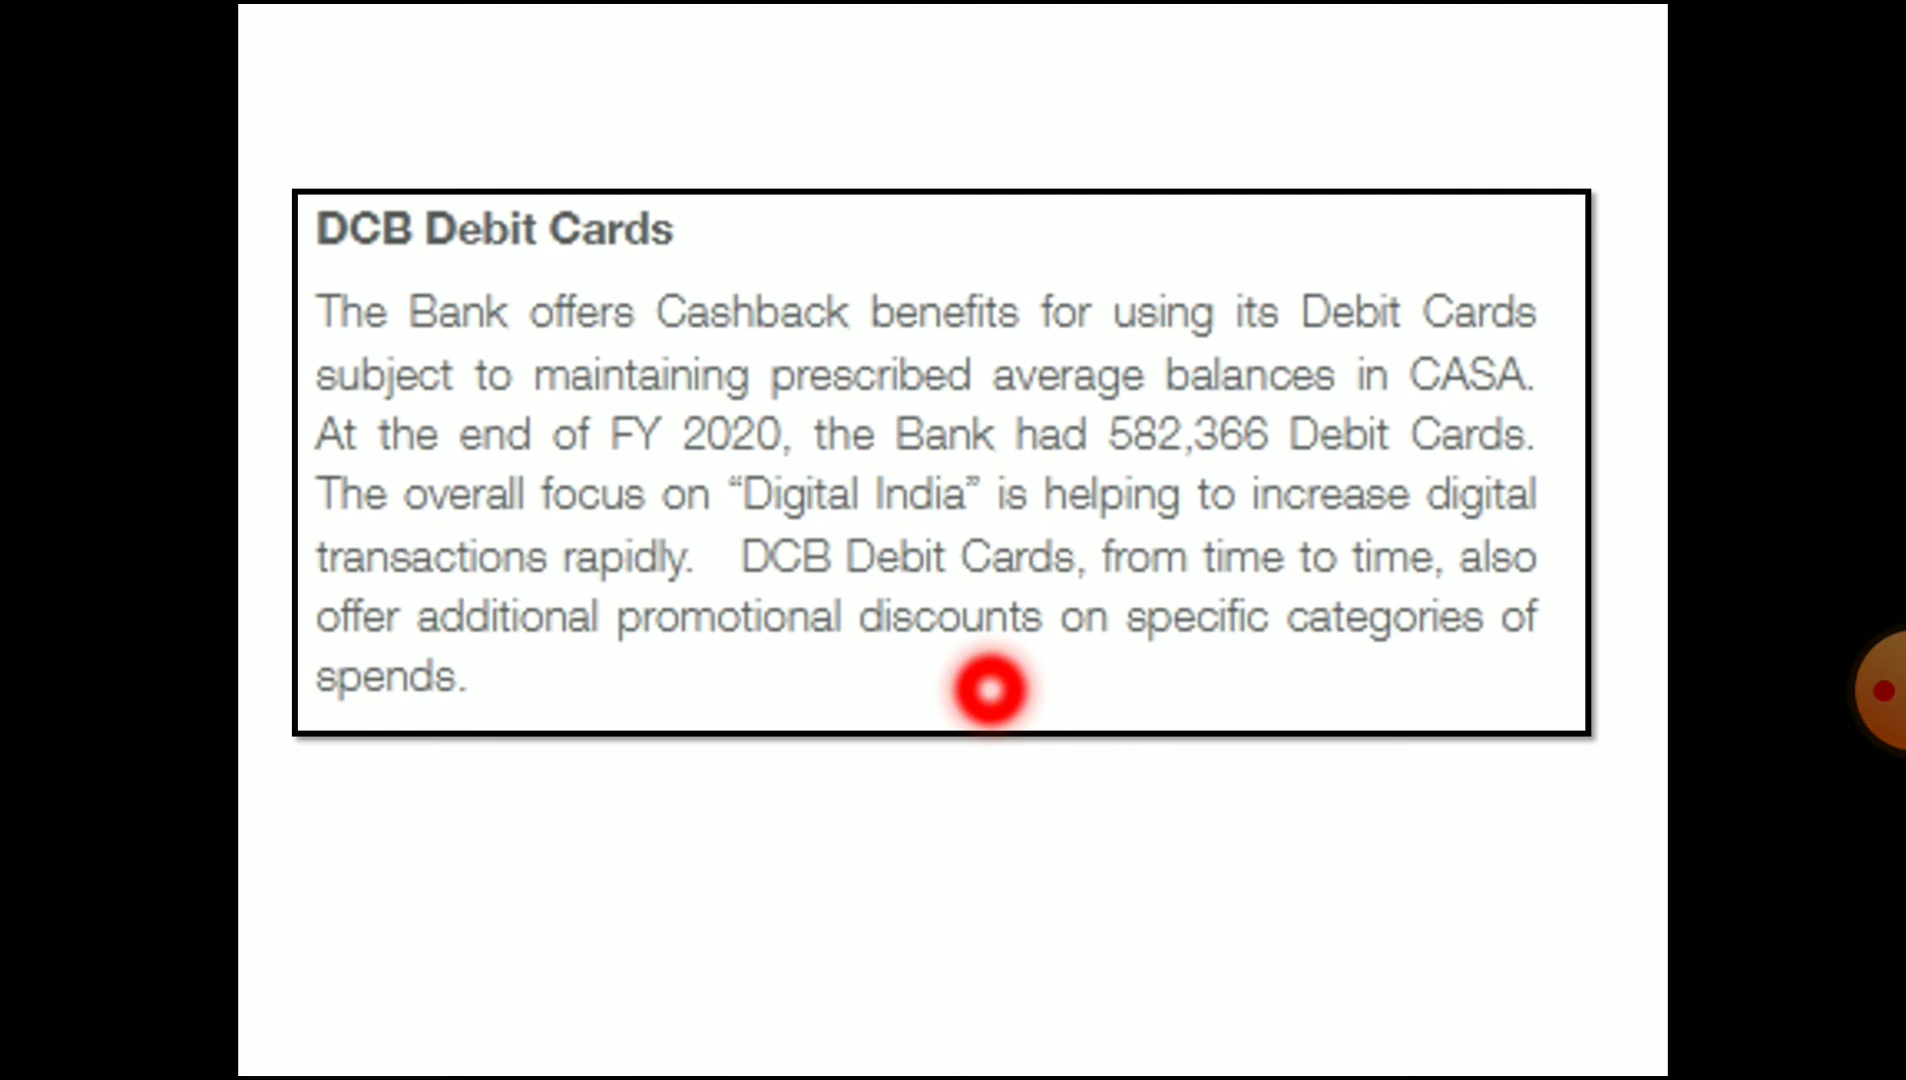 DCB Debit Cards
The Bank offers Cashback benefits for using its Debit Cards
subject to maintaining prescribed average balances in CASA.
At the end of FY 2020, the Bank had 582,366 Debit Cards.
The overall focus on “Digital India” is helping to increase digital
transactions rapidly. DCB Debit Cards, from time to time, also
offer additional promotional discounts on specific categories of
spends.